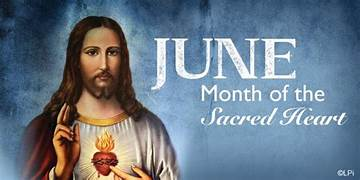 JUNE
Month of the
Sacred Heart
©LPi